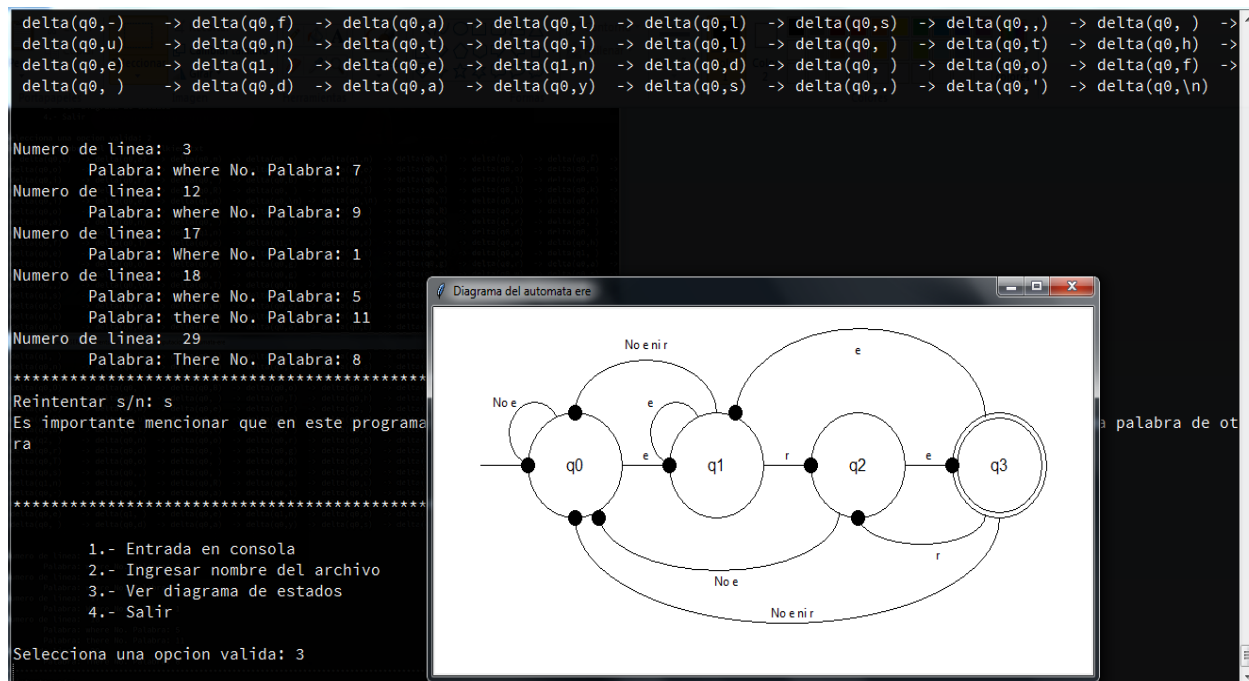 delta(q0,-) -> delta(q0,f) -> delta(q0,a) -> delta(q0,l) -> delta(q0,l) -> delta(q0,s) -> delta(q0,,) -> delta(q0, ) ->
delta(q0,u) -> delta(q0,n) -> delta(q0,t) -> delta(q0,i) -> delta(q0,l) -> delta(q0, ) -> delta(q0,t) -> delta(q0,h) ->
delta(q0,e) -> delta(q1, ) -> delta(q0,e) -> delta(q1,n) -> delta(q0,d) -> delta(q0, ) -> delta(q0,o) -> delta(q0,f) ->
delta(q0, ) -> delta(q0,d) -> delta(q0,a) -> delta(q0,y) -> delta(q0,s) -> delta(q0,.) -> delta(q0,') -> delta(q0,\n)
Numero de linea: 3
Palabra: where No. Palabra: 7
Numero de linea: 12
Palabra: where No. Palabra: 9
Numero de linea: 17
Palabra: Where No. Palabra: 1
Numero de linea: 18
Palabra: where No. Palabra: 5
Palabra: there No. Palabra: 11
Numero de linea: 29
Palabra: There No. Palabra: 8
********************************************
Reintentar s/n: s
Es importante mencionar que en este programa a palabra de ot
ra
********************************************
1.- Entrada en consola
2.- Ingresar nombre del archivo
3.- Ver diagrama de estados
4.- Salir
Selecciona una opcion valida: 3
Diagrama del automata ere
No e ni r
e
No e
e
q0
e
q1
r
q2
e
q3
r
No e
No e ni r